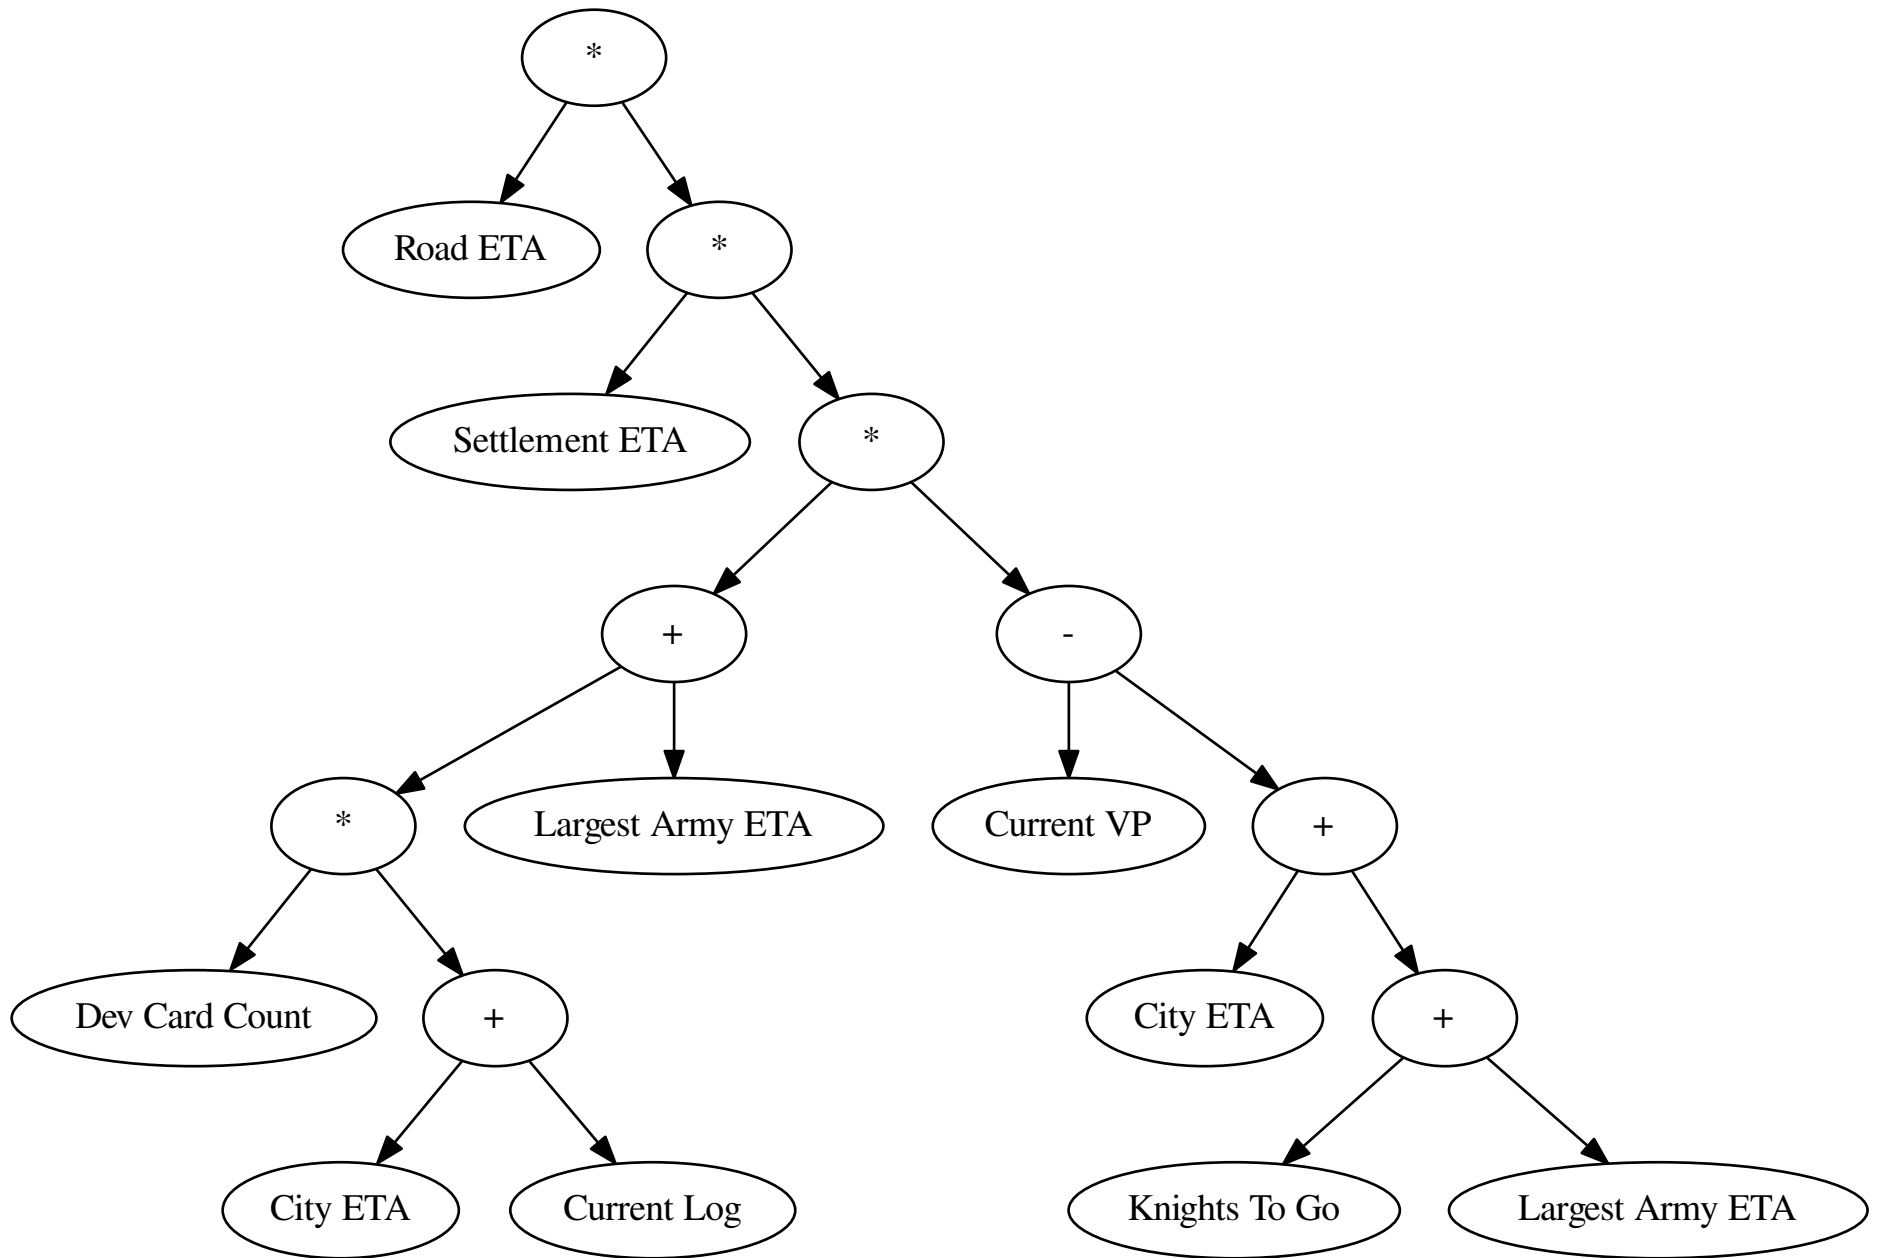 *
Road ETA
*
Settlement ETA
*
+
-
*
Largest Army ETA
Current VP
+
Dev Card Count
+
City ETA
+
City ETA
Current Log
Knights To Go
Largest Army ETA